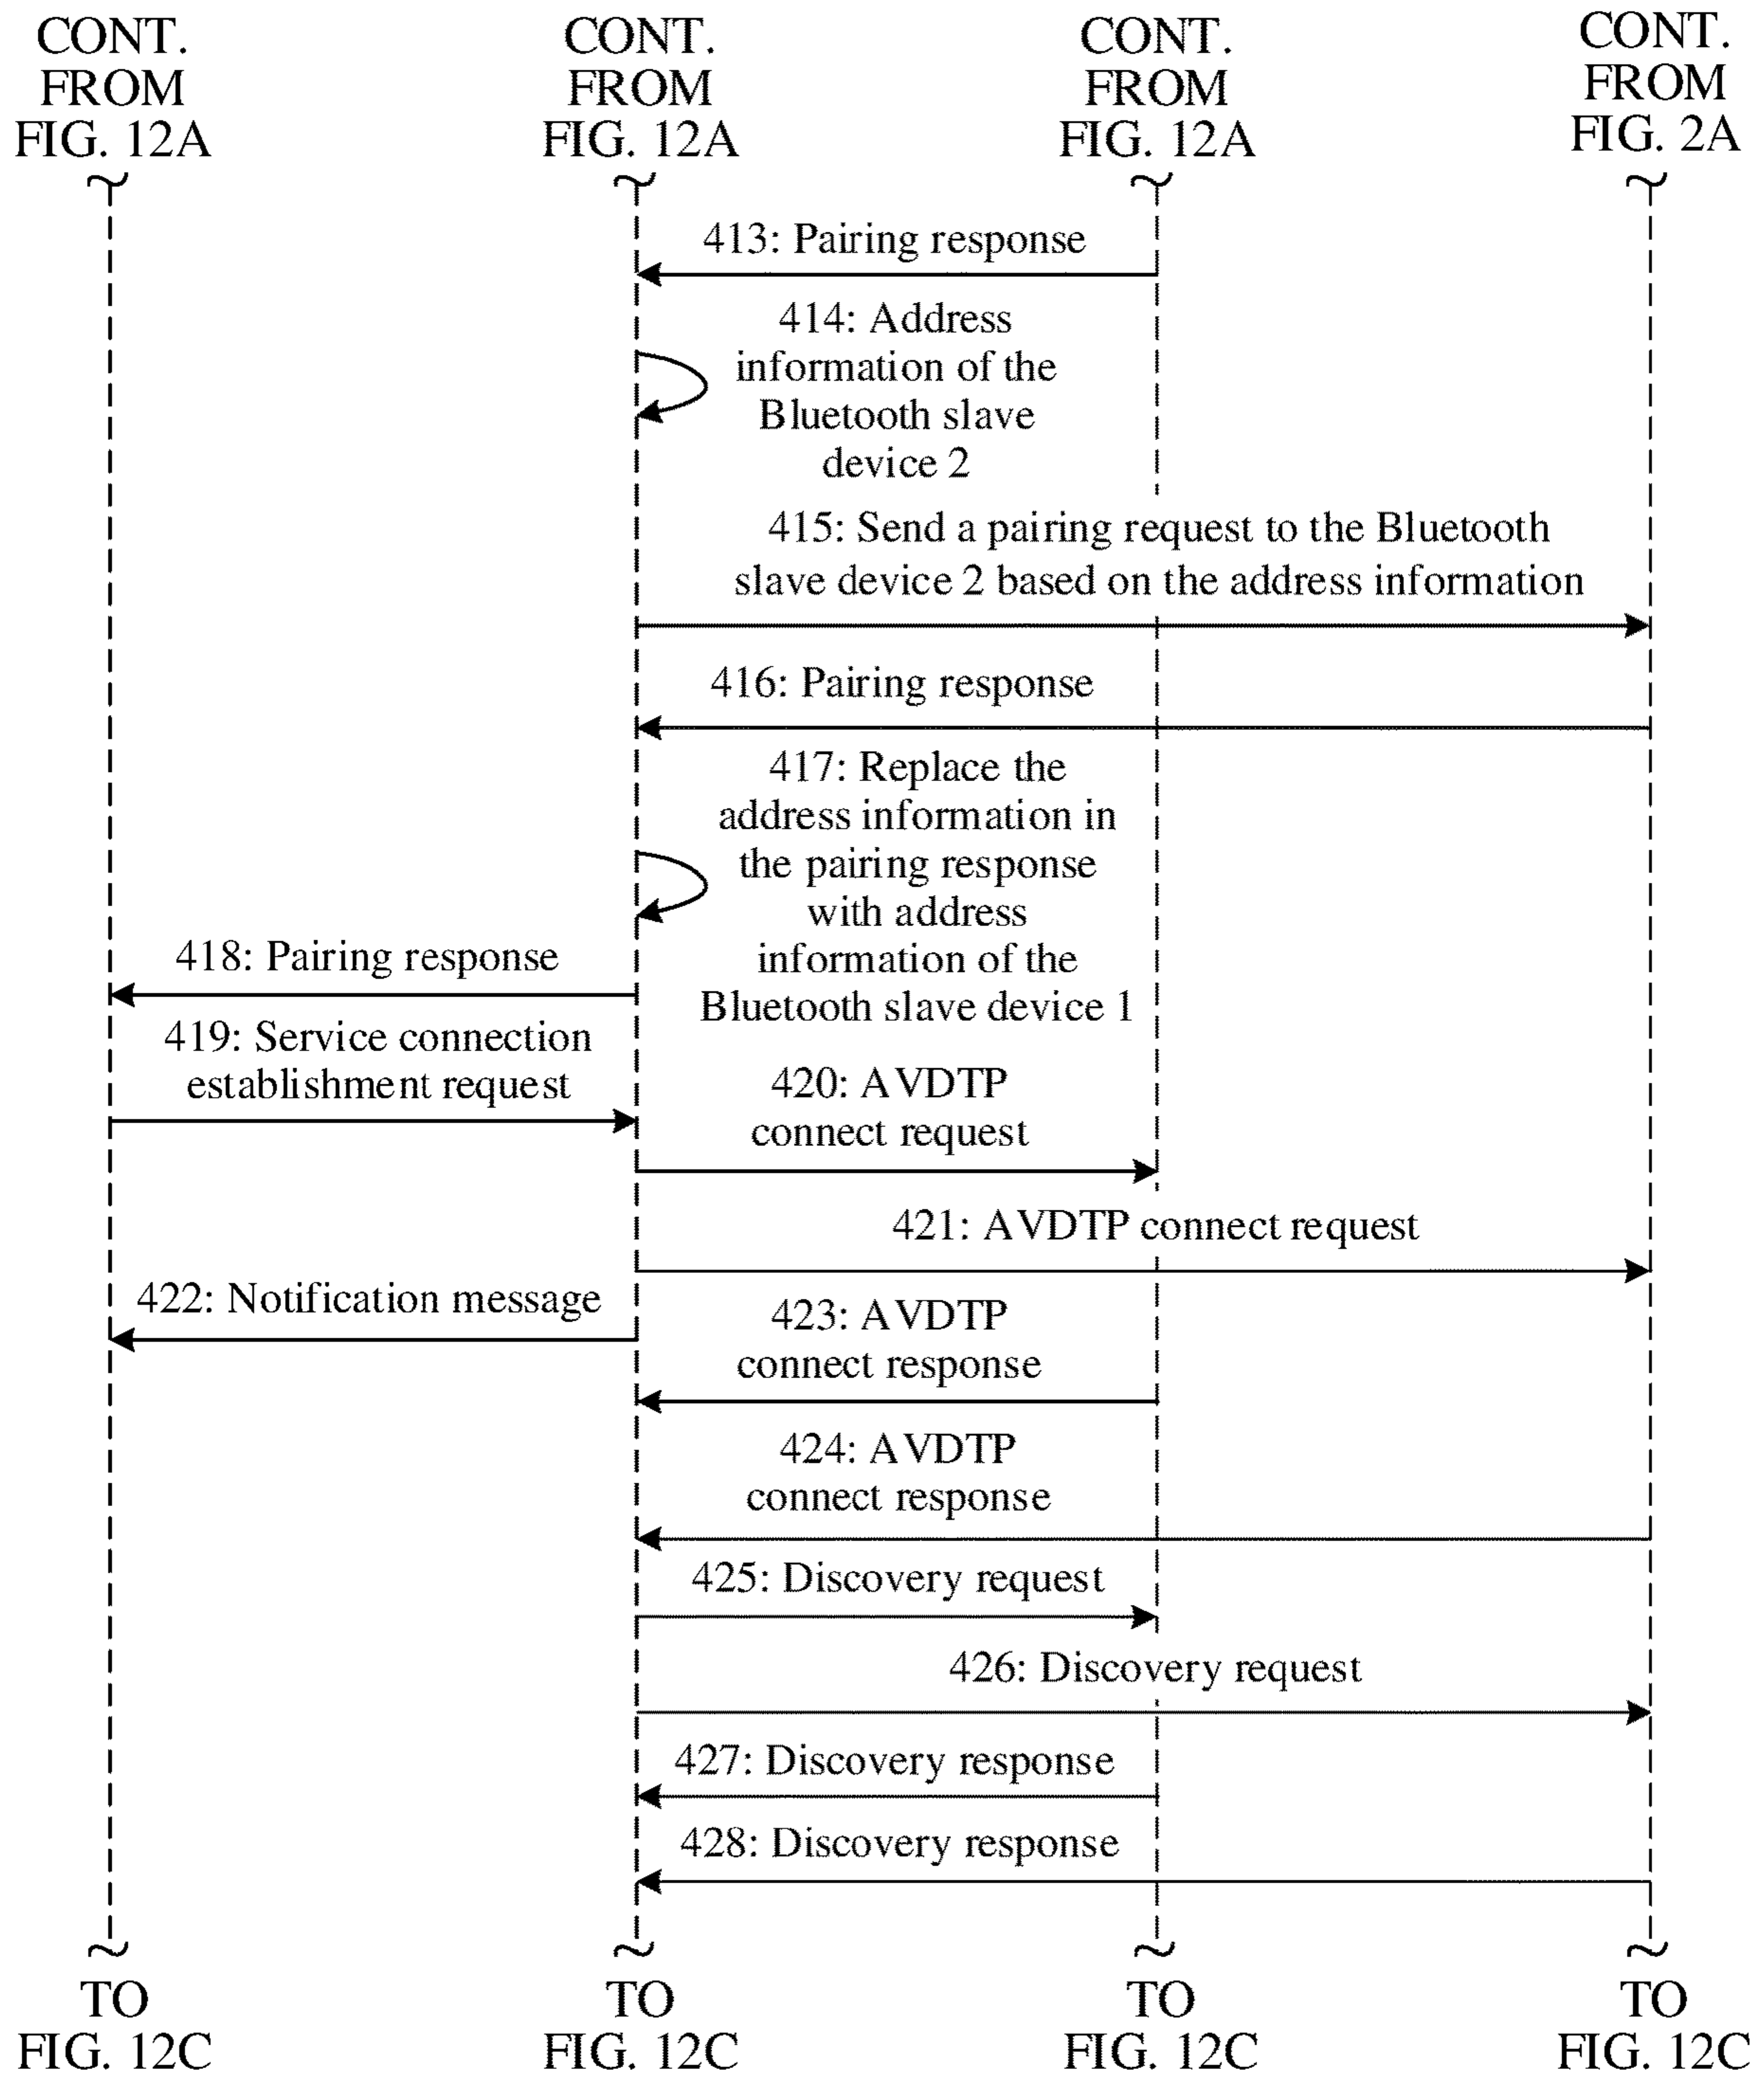 CONT.
FROM
FIG. 12A
CONT.
FROM
FIG. 12A
CONT.
FROM
FIG. 12A
CONT.
FROM
FIG. 2A
413: Pairing response
414: Address
information of the
Bluetooth slave
device 2
415: Send a pairing request to the Bluetooth
slave device 2 based on the address information
416: Pairing response
417: Replace the
address information in
the pairing response
with address
information of the
Bluetooth slave device 1
418: Pairing response
419: Service connection
establishment request
420: AVDTP
connect request
421: AVDTP connect request
422: Notification message
423: AVDTP
connect response
424: AVDTP
connect response
425: Discovery request
426: Discovery request
427: Discovery response
428: Discovery response
TO
FIG. 12C
TO
FIG. 12C
TO
FIG. 12C
TO
FIG. 12C